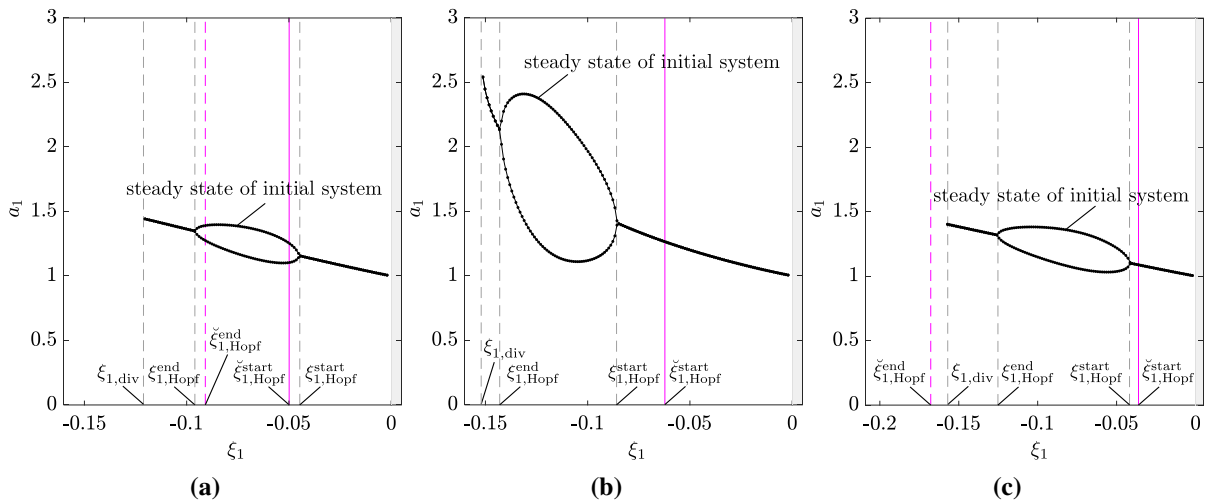 3
2.5
2
1.5
1
0.5
0
a₁
steady state of initial system
ξ̆₁,Hopf^end
ξ₁,div
ξ₁,Hopf^end
ξ̆₁,Hopf^start
ξ₁,Hopf^start
-0.15
-0.1
-0.05
0
ξ₁
(a)
3
2.5
2
1.5
1
0.5
0
a₁
steady state of initial system
ξ₁,div
ξ₁,Hopf^end
ξ₁,Hopf^start
ξ̆₁,Hopf^start
-0.15
-0.1
-0.05
0
ξ₁
(b)
3
2.5
2
1.5
1
0.5
0
a₁
steady state of initial system
ξ̆₁,Hopf^end
ξ₁,div
ξ₁,Hopf^end
ξ₁,Hopf^start
ξ̆₁,Hopf^start
-0.2
-0.15
-0.1
-0.05
0
ξ₁
(c)